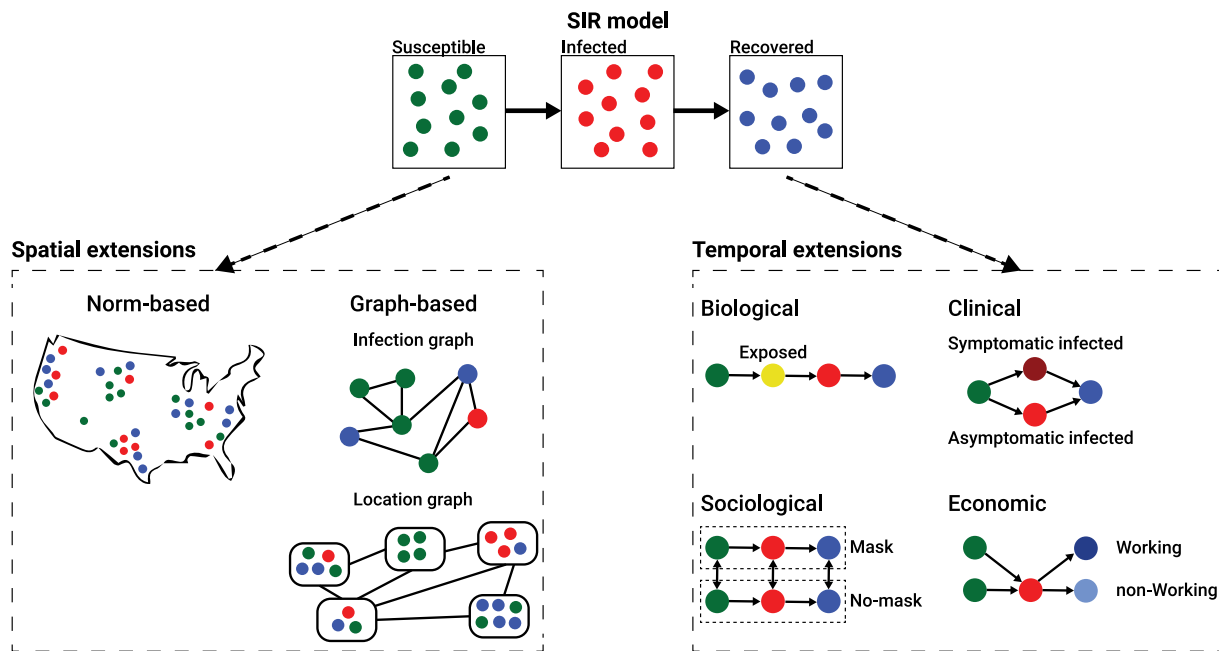 SIR model
Susceptible
Infected
Recovered
Spatial extensions
Norm-based
Graph-based
Infection graph
Location graph
Temporal extensions
Biological
Exposed
Clinical
Symptomatic infected
Asymptomatic infected
Sociological
Mask
No-mask
Economic
Working
non-Working